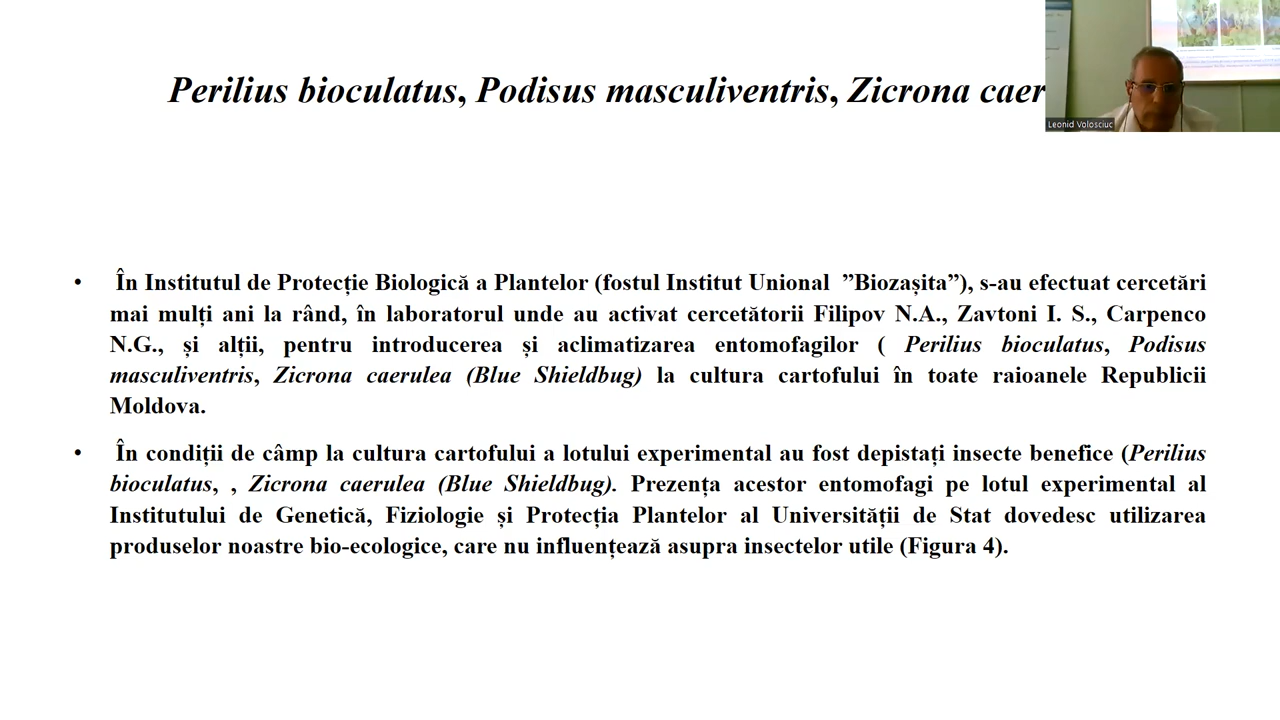 Perilius bioculatus, Podisus masculiventris, Zicrona caer
Leonid Volosciuc
• În Institutul de Protecție Biologică a Plantelor (fostul Institut Unional ”Biozașita”), s-au efectuat cercetări
mai mulți ani la rând, în laboratorul unde au activat cercetătorii Filipov N.A., Zavtoni I. S., Carpenco
N.G., și alții, pentru introducerea și aclimatizarea entomofagilor ( Perilius bioculatus, Podisus
masculiventris, Zicrona caerulea (Blue Shieldbug) la cultura cartofului în toate raioanele Republicii
Moldova.
• În condiții de câmp la cultura cartofului a lotului experimental au fost depistați insecte benefice (Perilius
bioculatus, , Zicrona caerulea (Blue Shieldbug). Prezența acestor entomofagi pe lotul experimental al
Institutului de Genetică, Fiziologie și Protecția Plantelor al Universității de Stat dovedesc utilizarea
produselor noastre bio-ecologice, care nu influențează asupra insectelor utile (Figura 4).